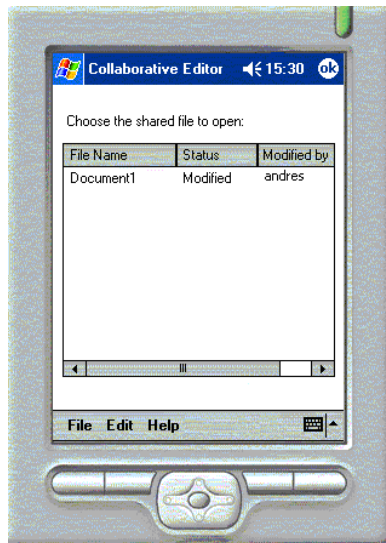 Collaborative Editor 15:30 ok
Choose the shared file to open:
File Name Status Modified by
Document1 Modified andres
File Edit Help